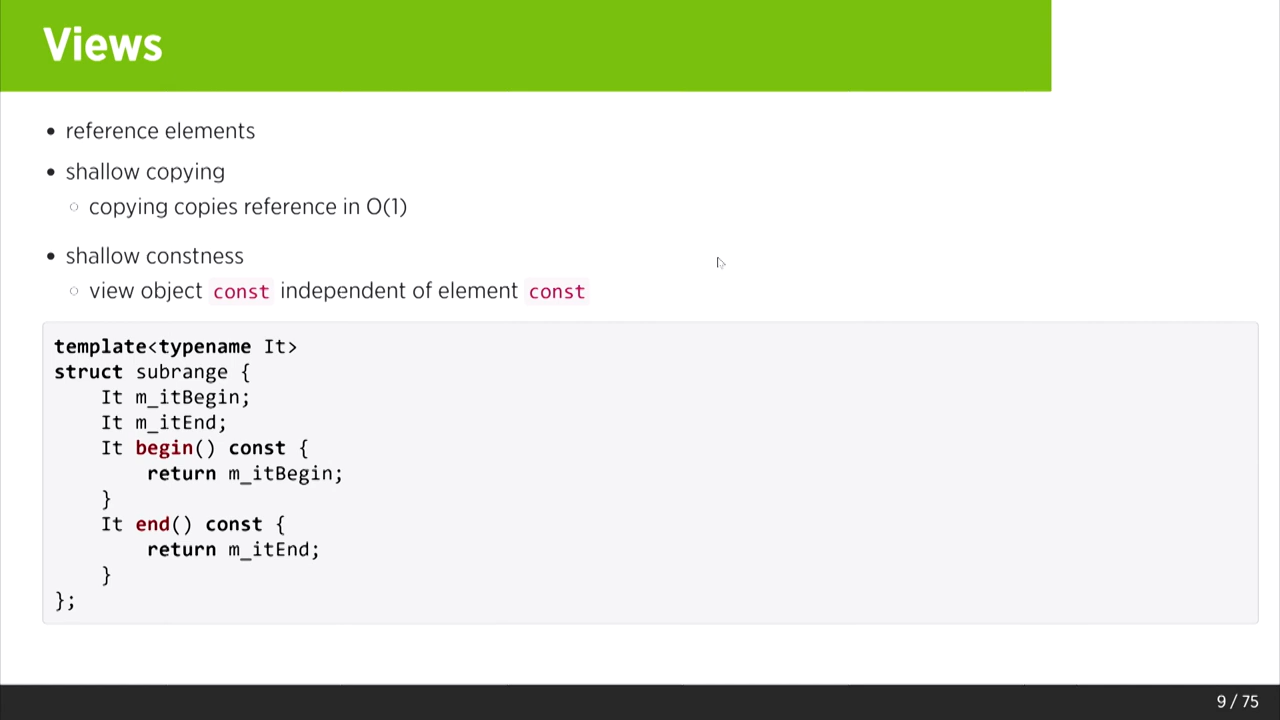 Views
• reference elements
• shallow copying
○ copying copies reference in O(1)
• shallow constness
○ view object const independent of element const
template<typename It>
struct subrange {
    It m_itBegin;
    It m_itEnd;
    It begin() const {
        return m_itBegin;
    }
    It end() const {
        return m_itEnd;
    }
};
9 / 75